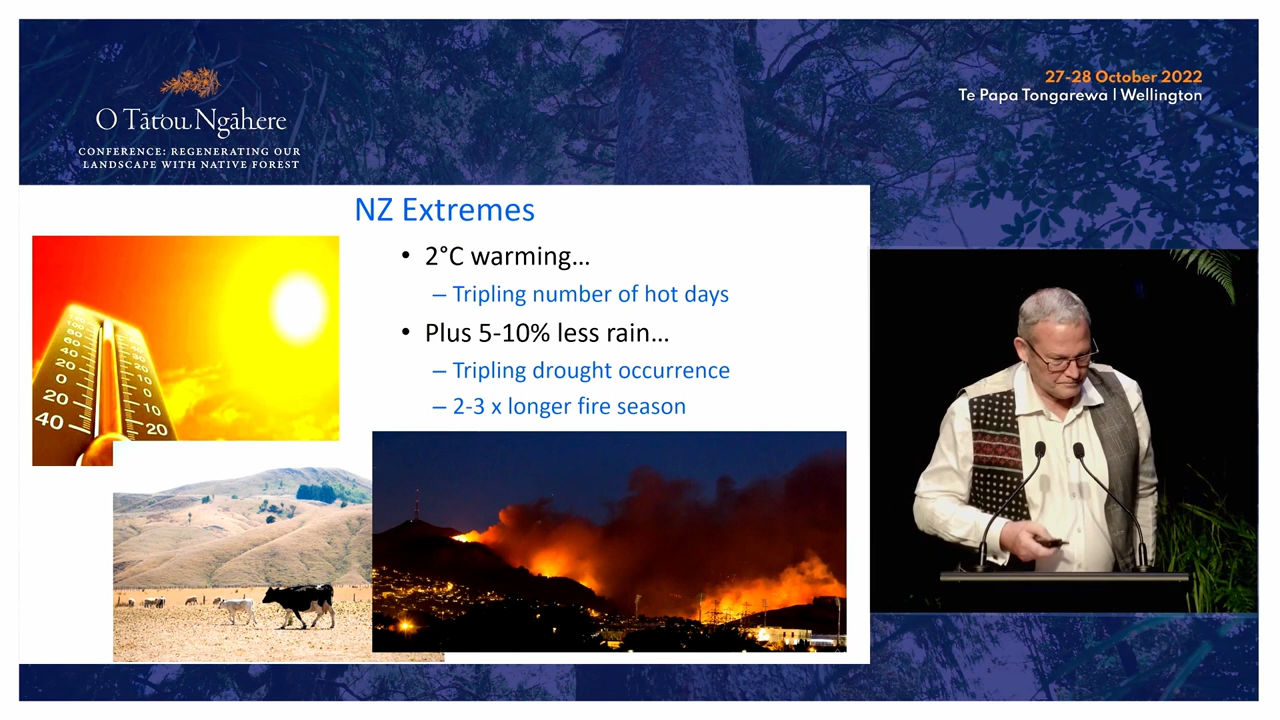 O Tātou Ngāhere
CONFERENCE: REGENERATING OUR
LANDSCAPE WITH NATIVE FOREST
27-28 October 2022
Te Papa Tongarewa | Wellington
NZ Extremes
• 2°C warming...
– Tripling number of hot days
• Plus 5-10% less rain...
– Tripling drought occurrence
– 2-3 x longer fire season